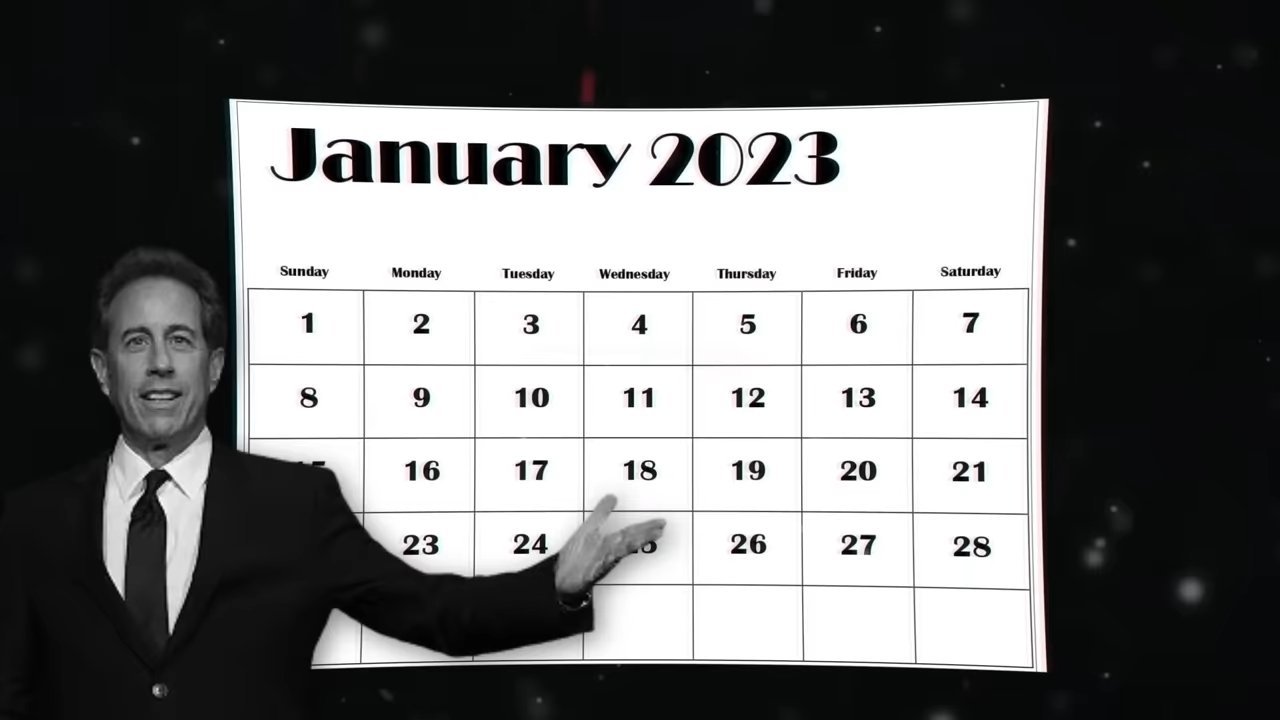 January 2023
Sunday Monday Tuesday Wednesday Thursday Friday Saturday
1 2 3 4 5 6 7
8 9 10 11 12 13 14
16 17 18 19 20 21
23 24 26 27 28